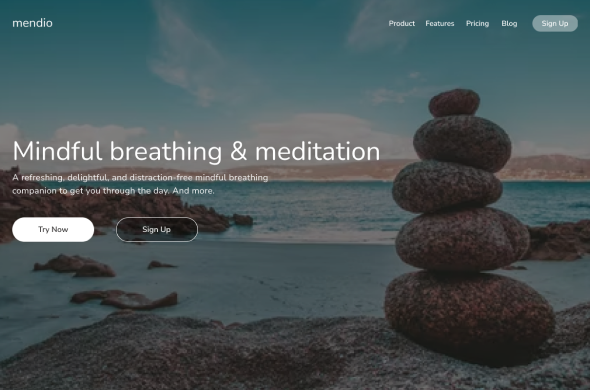 mendio
Product Features Pricing Blog Sign Up
Mindful breathing & meditation
A refreshing, delightful, and distraction-free mindful breathing
companion to get you through the day. And more.
Try Now Sign Up